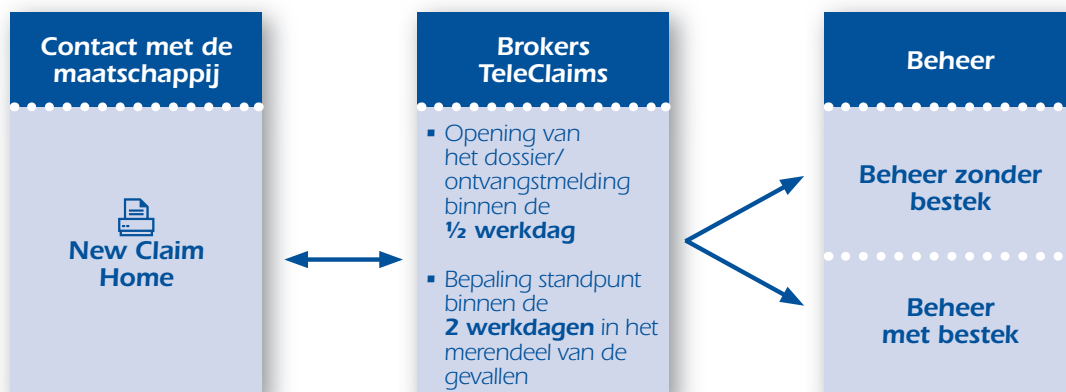 Contact met de
maatschappij
New Claim
Home
Brokers
TeleClaims
▪ Opening van
het dossier/
ontvangstmelding
binnen de
½ werkdag
▪ Bepaling standpunt
binnen de
2 werkdagen in het
merendeel van de
gevallen
Beheer
Beheer zonder
bestek
Beheer
met bestek